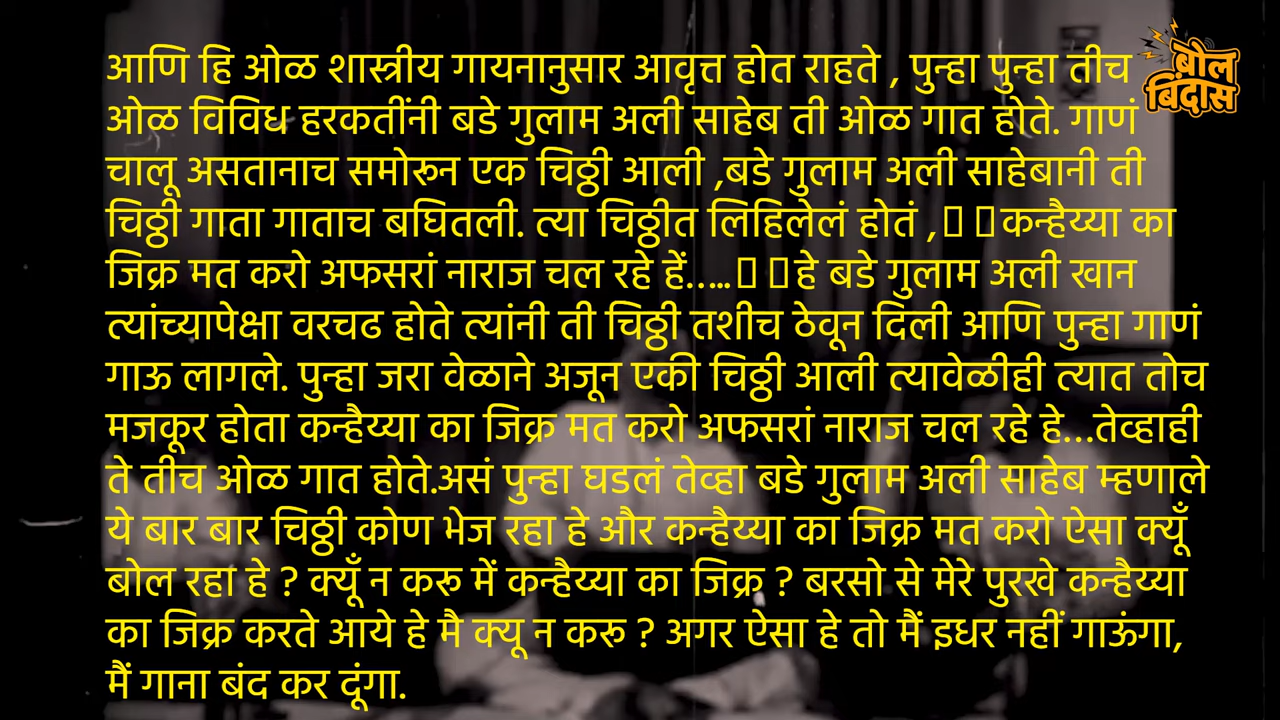 आणि हि ओळ शास्त्रीय गायनानुसार आवृत्त होत राहते , पुन्हा पुन्हा तीच
ओळ विविध हरकतींनी बडे गुलाम अली साहेब ती ओळ गात होते. गाणं
चालू असतानाच समोरून एक चिठ्ठी आली ,बडे गुलाम अली साहेबानी ती
चिठ्ठी गाता गाताच बघितली. त्या चिठ्ठीत लिहिलेलं होतं ,▯ ▯कन्हैय्या का
जिक्र मत करो अफसरां नाराज चल रहे हें…..▯ ▯हे बडे गुलाम अली खान
त्यांच्यापेक्षा वरचढ होते त्यांनी ती चिठ्ठी तशीच ठेवून दिली आणि पुन्हा गाणं
गाऊ लागले. पुन्हा जरा वेळाने अजून एकी चिठ्ठी आली त्यावेळीही त्यात तोच
मजकूर होता कन्हैय्या का जिक्र मत करो अफसरां नाराज चल रहे हे…तेव्हाही
ते तीच ओळ गात होते.असं पुन्हा घडलं तेव्हा बडे गुलाम अली साहेब म्हणाले
ये बार बार चिठ्ठी कोण भेज रहा हे और कन्हैय्या का जिक्र मत करो ऐसा क्यूँ
बोल रहा हे ? क्यूँ न करू में कन्हैय्या का जिक्र ? बरसो से मेरे पुरखे कन्हैय्या
का जिक्र करते आये हे मै क्यू न करू ? अगर ऐसा हे तो मैं इधर नहीं गाऊंगा,
मैं गाना बंद कर दूंगा.
बोल
बिंदास